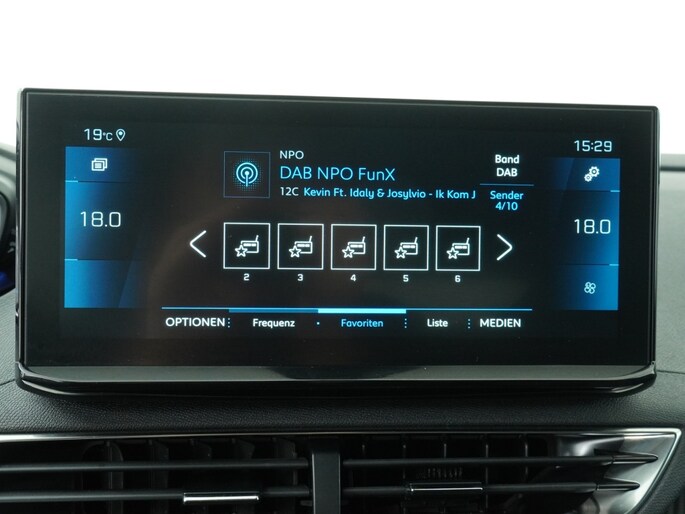 19°C
15:29
NPO
DAB NPO FunX
12C Kevin Ft. Idaly & Josylvio - Ik Kom J
Band
DAB
Sender
4/10
18.0
18.0
2 3 4 5 6
OPTIONEN Frequenz Favoriten Liste MEDIEN